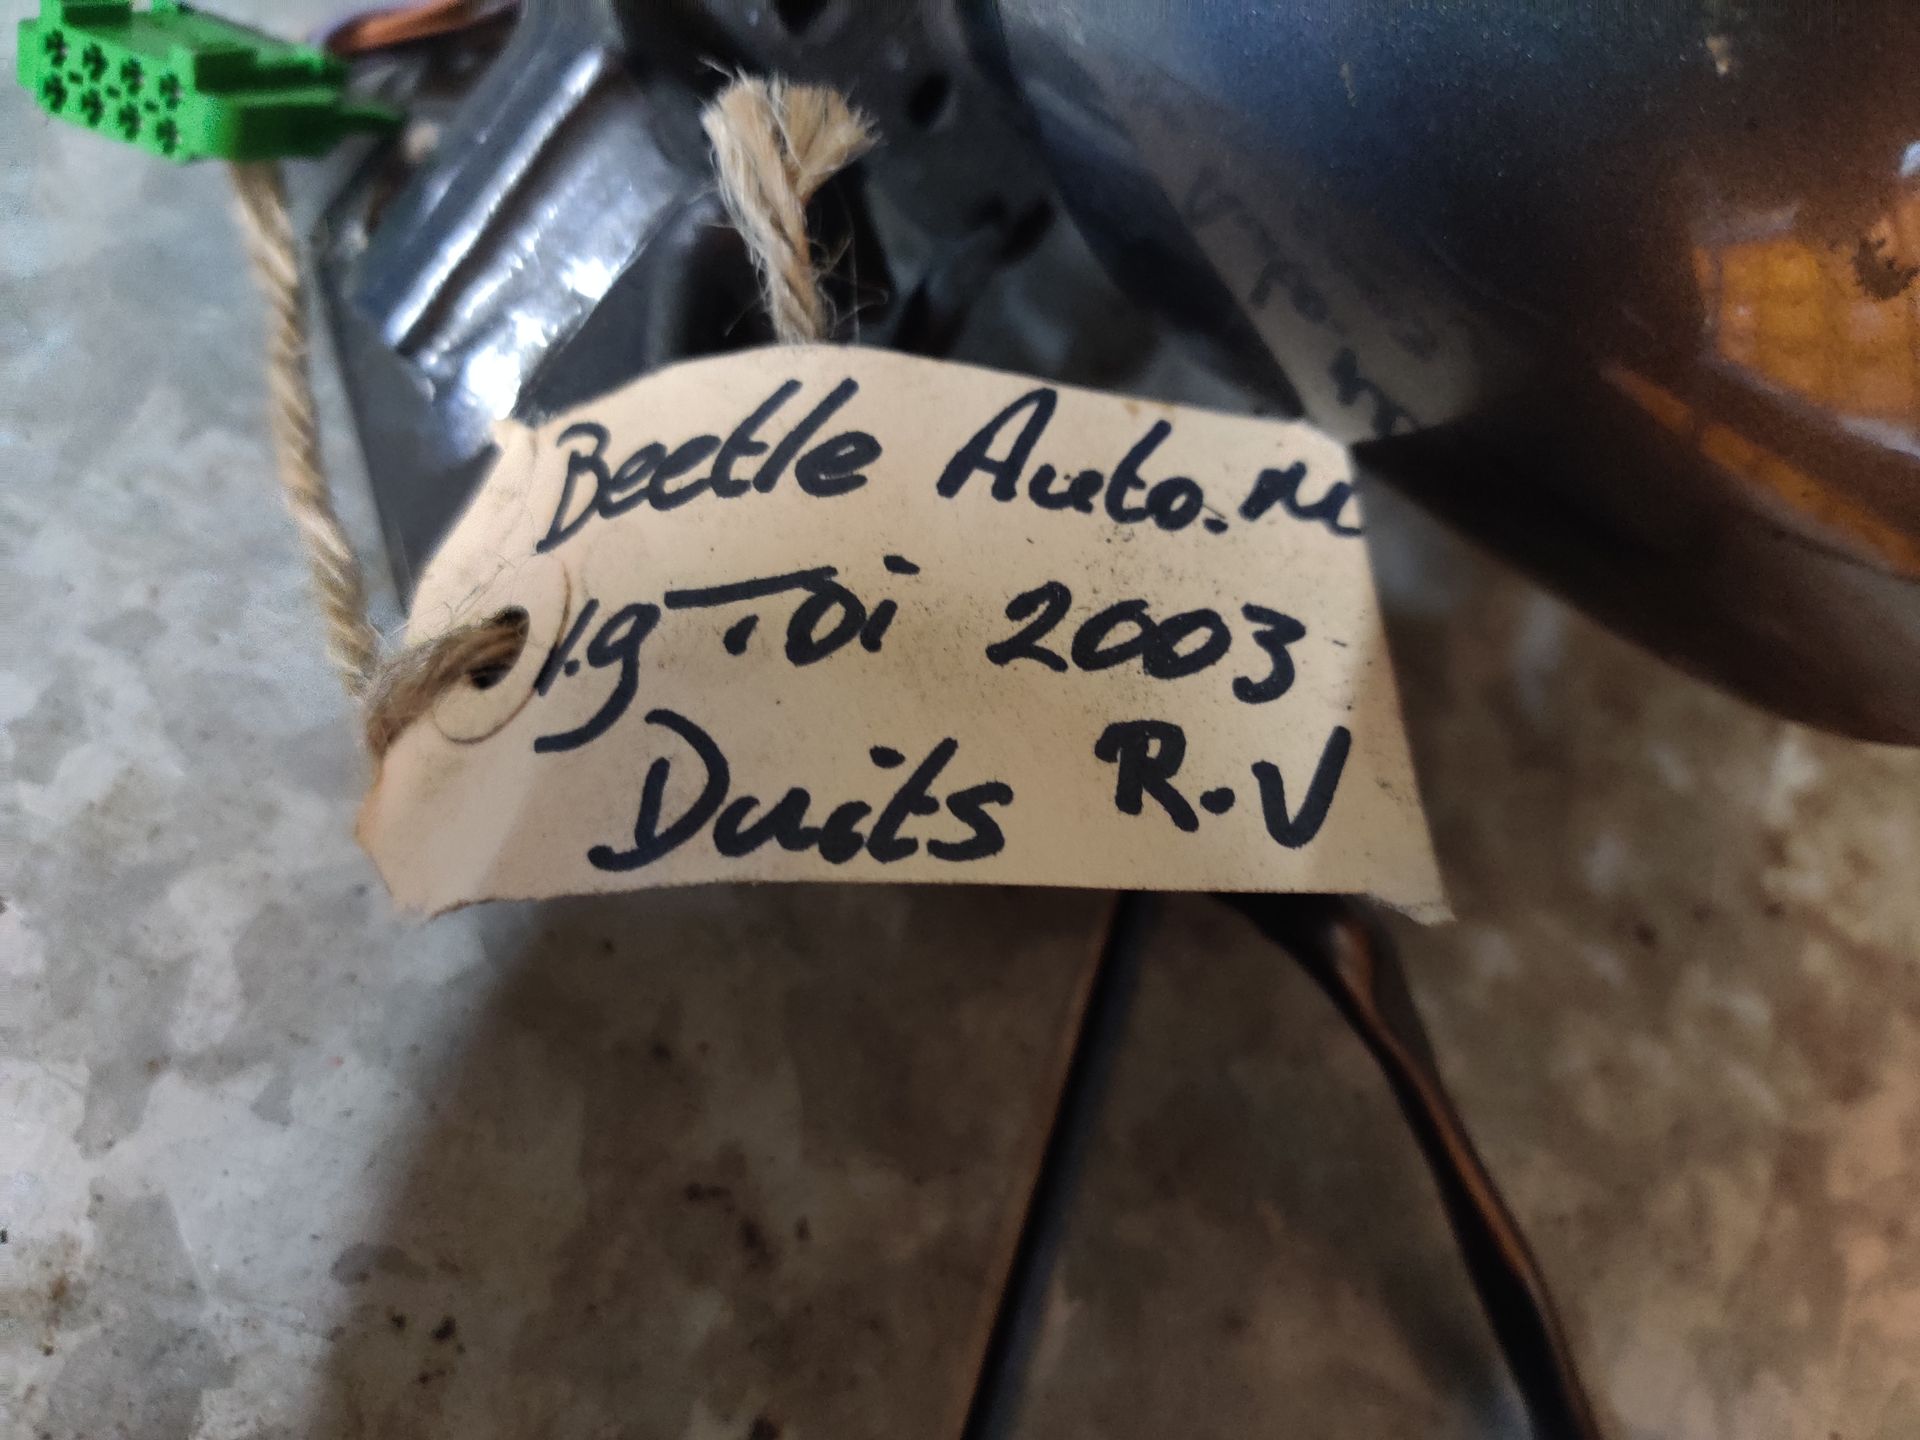 Beetle Auto.nl
1.9 TDi 2003
Duits R.V